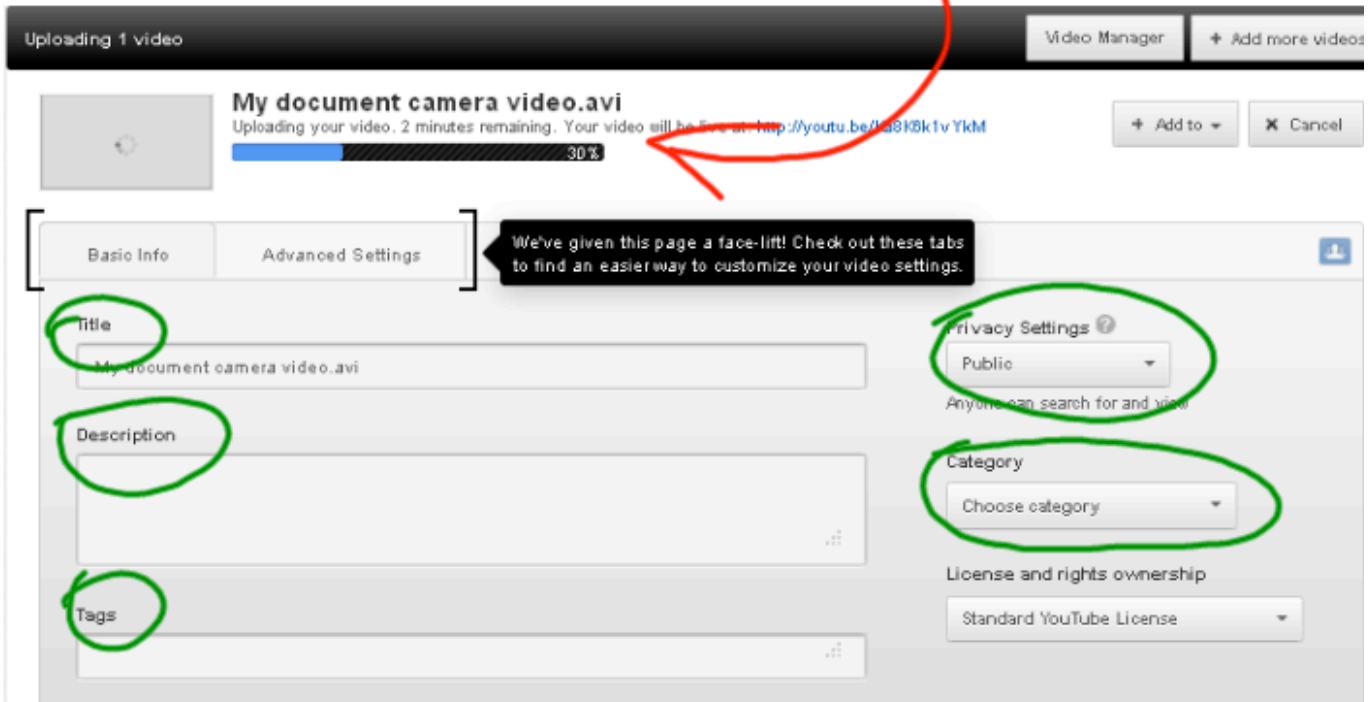 Uploading 1 video
Video Manager
+ Add more videos
My document camera video.avi
Uploading your video. 2 minutes remaining. Your video will be live at: http://youtu.be/
30%
+ Add to
✖ Cancel
Basic Info
Advanced Settings
We've given this page a face-lift! Check out these tabs
to find an easier way to customize your video settings.
Title
My document camera video.avi
Description
Tags
Privacy Settings ?
Public
Anyone can search for and view
Category
Choose category
License and rights ownership
Standard YouTube License